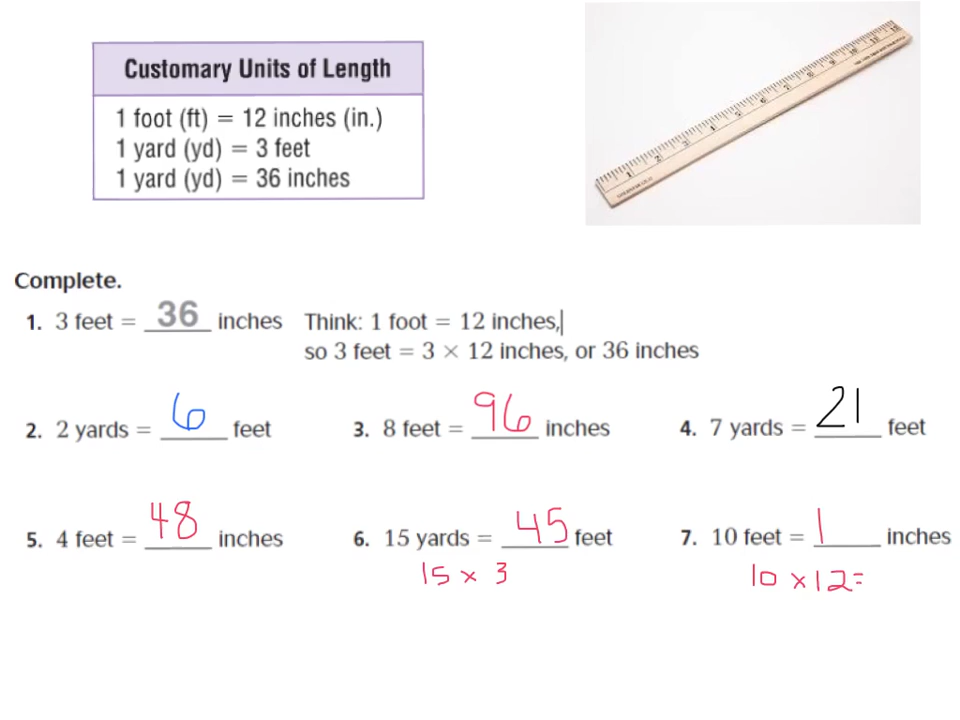 Customary Units of Length
1 foot (ft) = 12 inches (in.)
1 yard (yd) = 3 feet
1 yard (yd) = 36 inches
Complete.
1. 3 feet = 36 inches Think: 1 foot = 12 inches,
so 3 feet = 3 × 12 inches, or 36 inches
2. 2 yards = 6 feet 3. 8 feet = 96 inches 4. 7 yards = 21 feet
5. 4 feet = 48 inches 6. 15 yards = 45 feet 7. 10 feet = 1 inches
15 × 3 10 × 12=